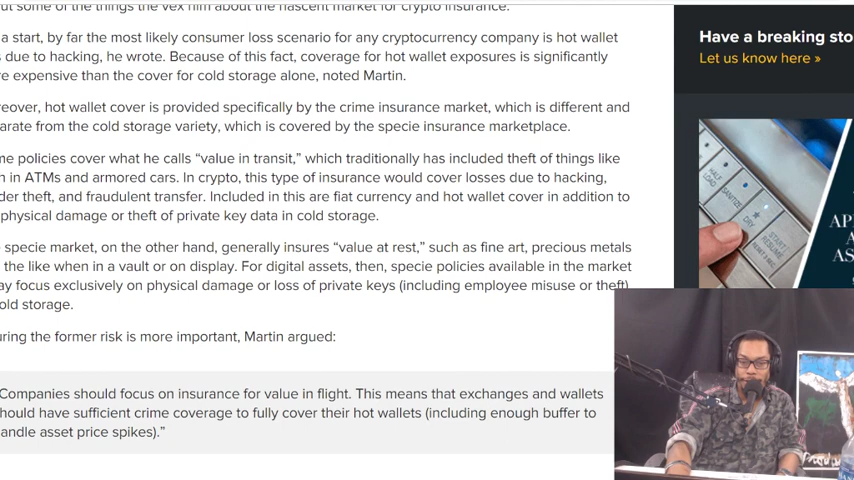 ut some of the things the vex him about the nascent market for crypto insurance.
a start, by far the most likely consumer loss scenario for any cryptocurrency company is hot wallet
s due to hacking, he wrote. Because of this fact, coverage for hot wallet exposures is significantly
re expensive than the cover for cold storage alone, noted Martin.
reover, hot wallet cover is provided specifically by the crime insurance market, which is different and
arate from the cold storage variety, which is covered by the specie insurance marketplace.
me policies cover what he calls “value in transit,” which traditionally has included theft of things like
h in ATMs and armored cars. In crypto, this type of insurance would cover losses due to hacking,
der theft, and fraudulent transfer. Included in this are fiat currency and hot wallet cover in addition to
physical damage or theft of private key data in cold storage.
e specie market, on the other hand, generally insures “value at rest,” such as fine art, precious metals
the like when in a vault or on display. For digital assets, then, specie policies available in the market
ay focus exclusively on physical damage or loss of private keys (including employee misuse or theft)
old storage.
uring the former risk is more important, Martin argued:
Companies should focus on insurance for value in flight. This means that exchanges and wallets
hould have sufficient crime coverage to fully cover their hot wallets (including enough buffer to
andle asset price spikes).”
Have a breaking sto
Let us know here »
HALF LOAD
SANITIZE
DRY
START/ RESUME
AP
A
AS